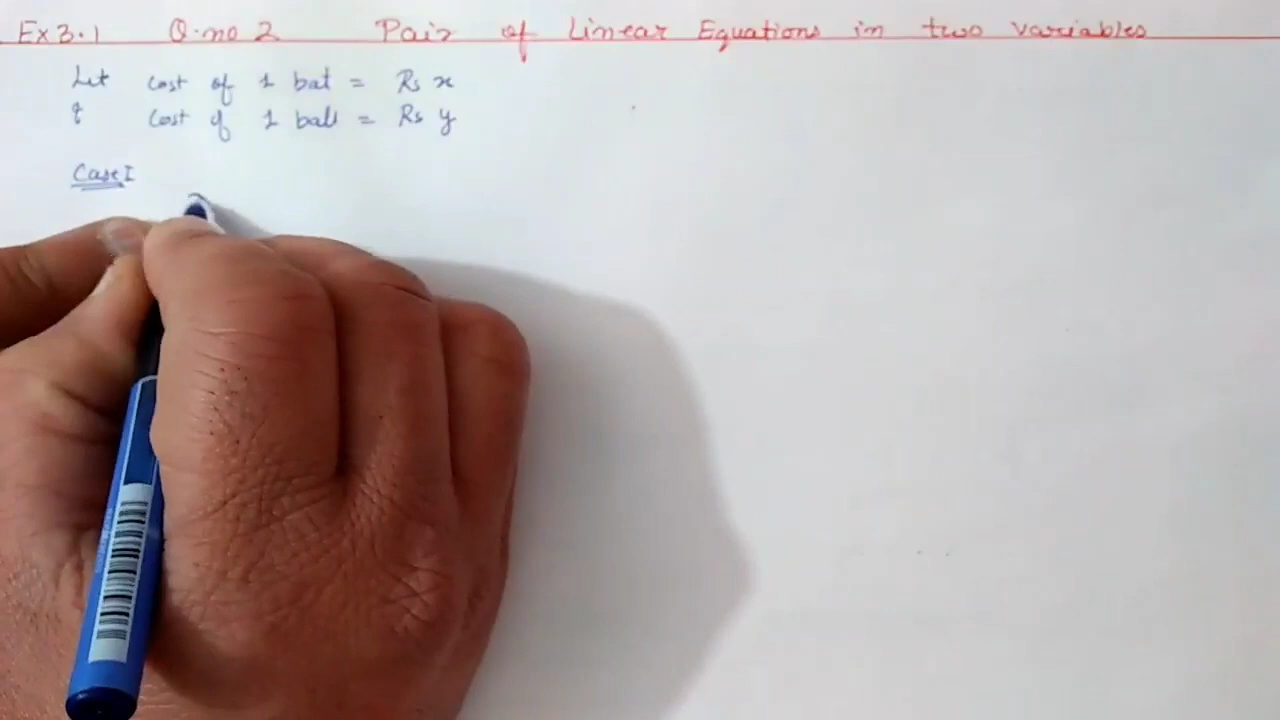 Ex 3.1 Q.no 2 Pair of Linear Equations in two variables
Let cost of 1 bat = Rs x
& cost of 1 ball = Rs y
Case I